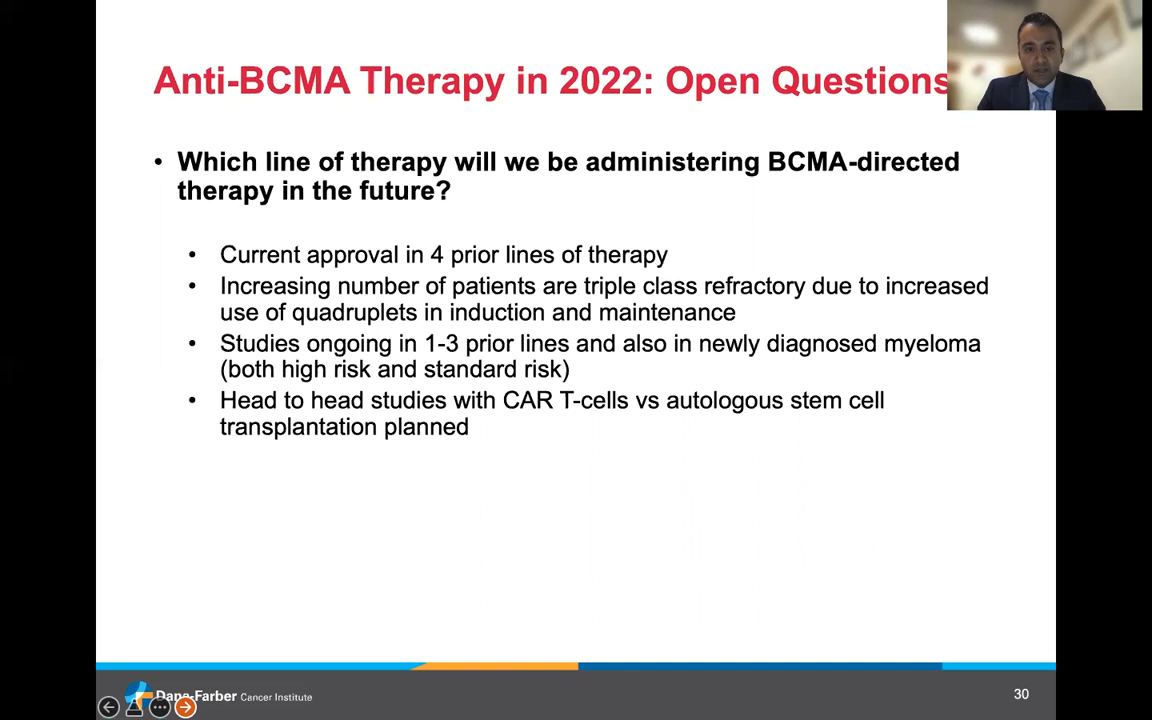 Anti-BCMA Therapy in 2022: Open Questions
• Which line of therapy will we be administering BCMA-directed
therapy in the future?
• Current approval in 4 prior lines of therapy
• Increasing number of patients are triple class refractory due to increased
use of quadruplets in induction and maintenance
• Studies ongoing in 1-3 prior lines and also in newly diagnosed myeloma
(both high risk and standard risk)
• Head to head studies with CAR T-cells vs autologous stem cell
transplantation planned
Dana-Farber Cancer Institute
30